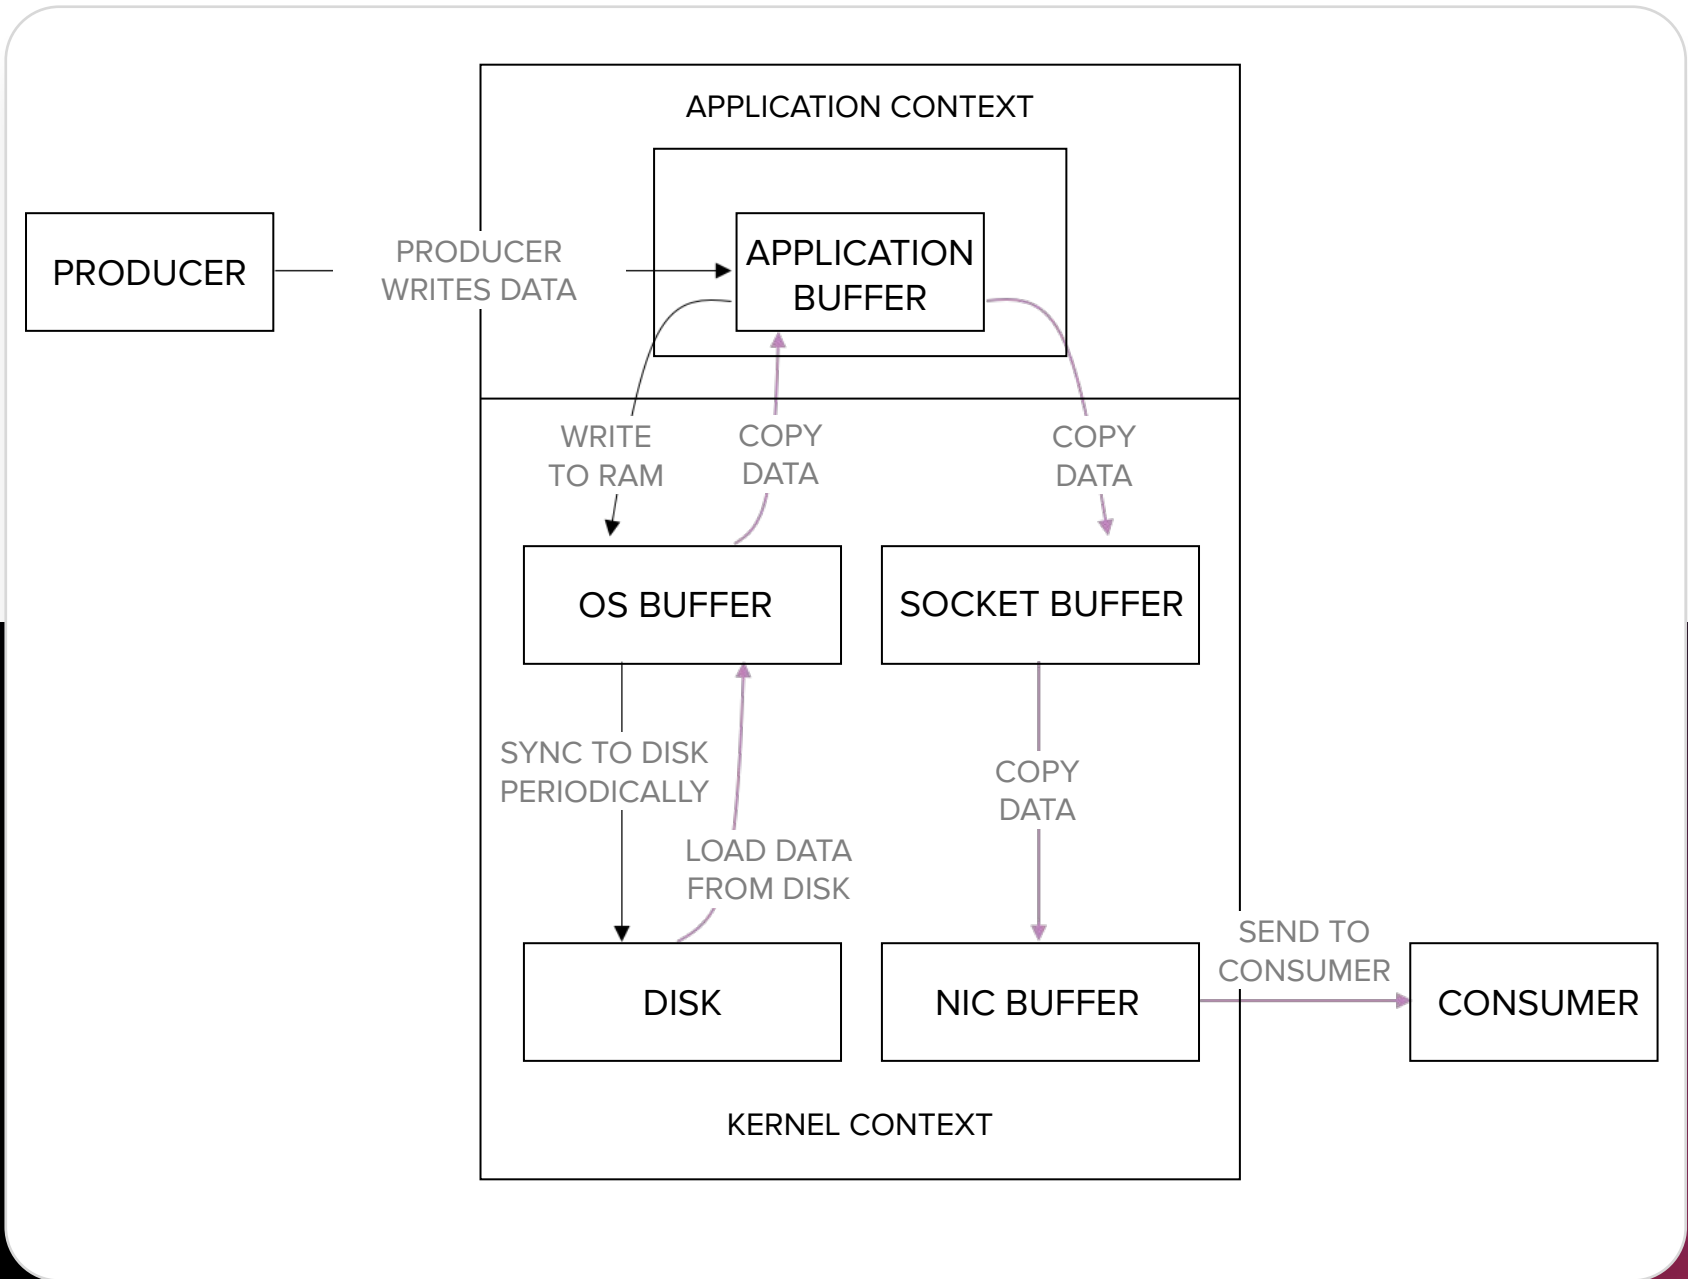 APPLICATION CONTEXT
PRODUCER
PRODUCER
WRITES DATA
APPLICATION
BUFFER
WRITE
TO RAM
COPY
DATA
COPY
DATA
OS BUFFER
SOCKET BUFFER
SYNC TO DISK
PERIODICALLY
COPY
DATA
LOAD DATA
FROM DISK
SEND TO
CONSUMER
DISK
NIC BUFFER
CONSUMER
KERNEL CONTEXT